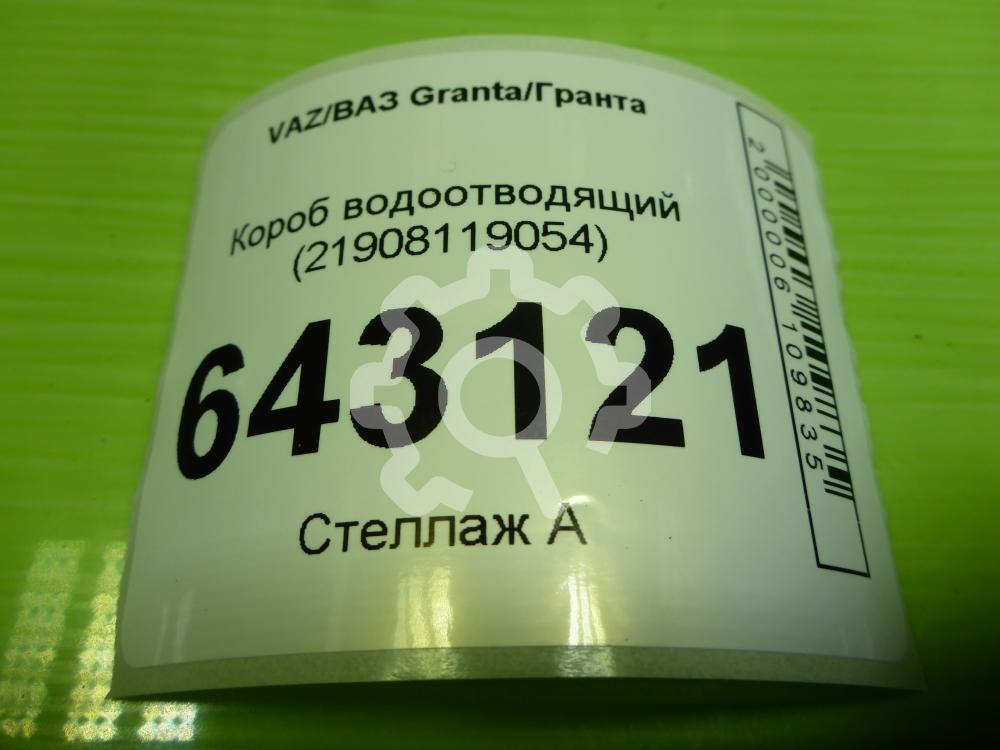 VAZ/ВАЗ Granta/Гранта
Короб водоотводящий
(21908119054)
643121
Стеллаж А
2000006109835